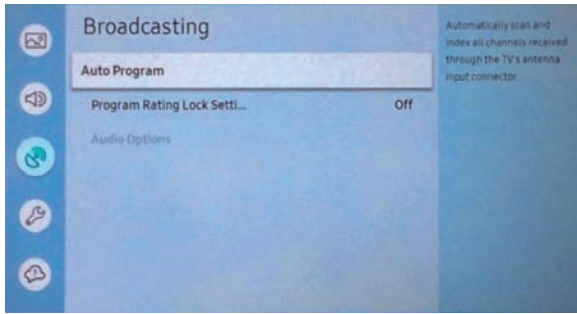 Broadcasting
Auto Program
Program Rating Lock Setti... Off
Audio Options
Automatically scan and
index all channels received
through the TV's antenna
input connector.